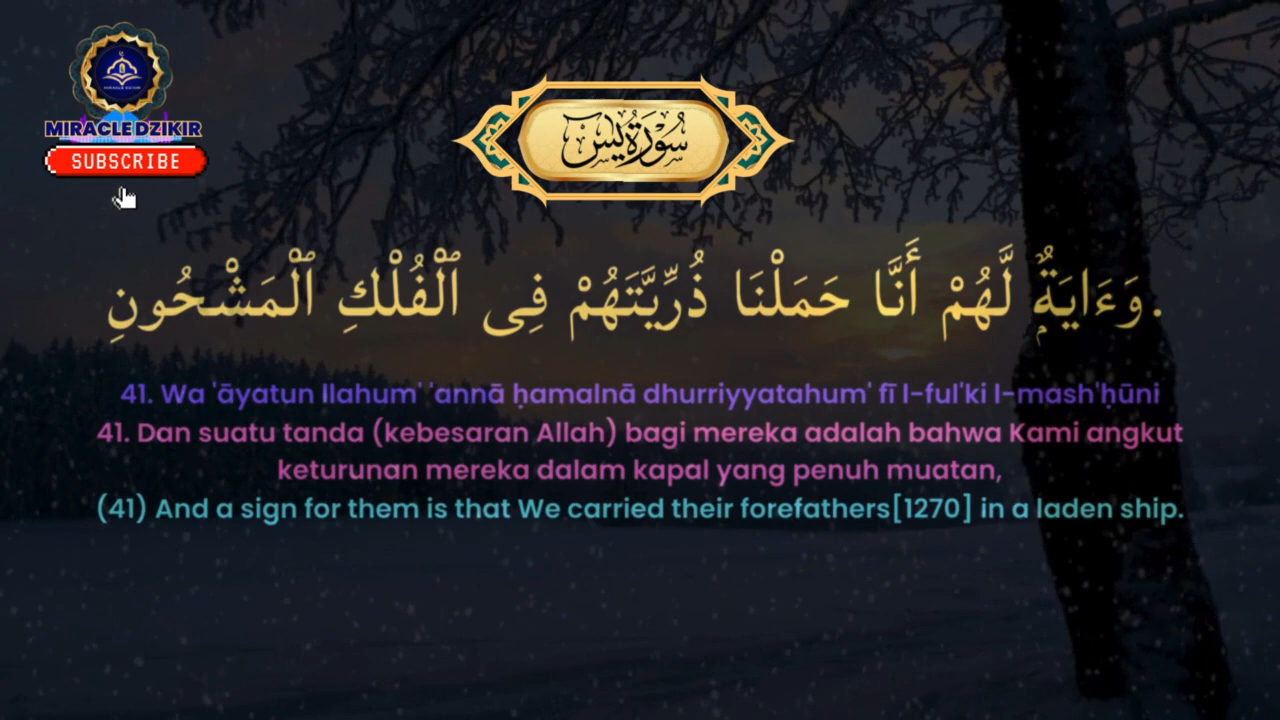 MIRACLE DZIKIR
SUBSCRIBE
سُوْرَةُ يٰسٓ
.وَءَايَةٌ لَّهُمْ أَنَّا حَمَلْنَا ذُرِّيَّتَهُمْ فِى ٱلْفُلْكِ ٱلْمَشْحُونِ
41. Wa 'āyatun llahum' 'annā ḥamalnā dhurriyyatahum' fī l-ful'ki l-mash'ḥūni
41. Dan suatu tanda (kebesaran Allah) bagi mereka adalah bahwa Kami angkut
keturunan mereka dalam kapal yang penuh muatan,
(41) And a sign for them is that We carried their forefathers[1270] in a laden ship.